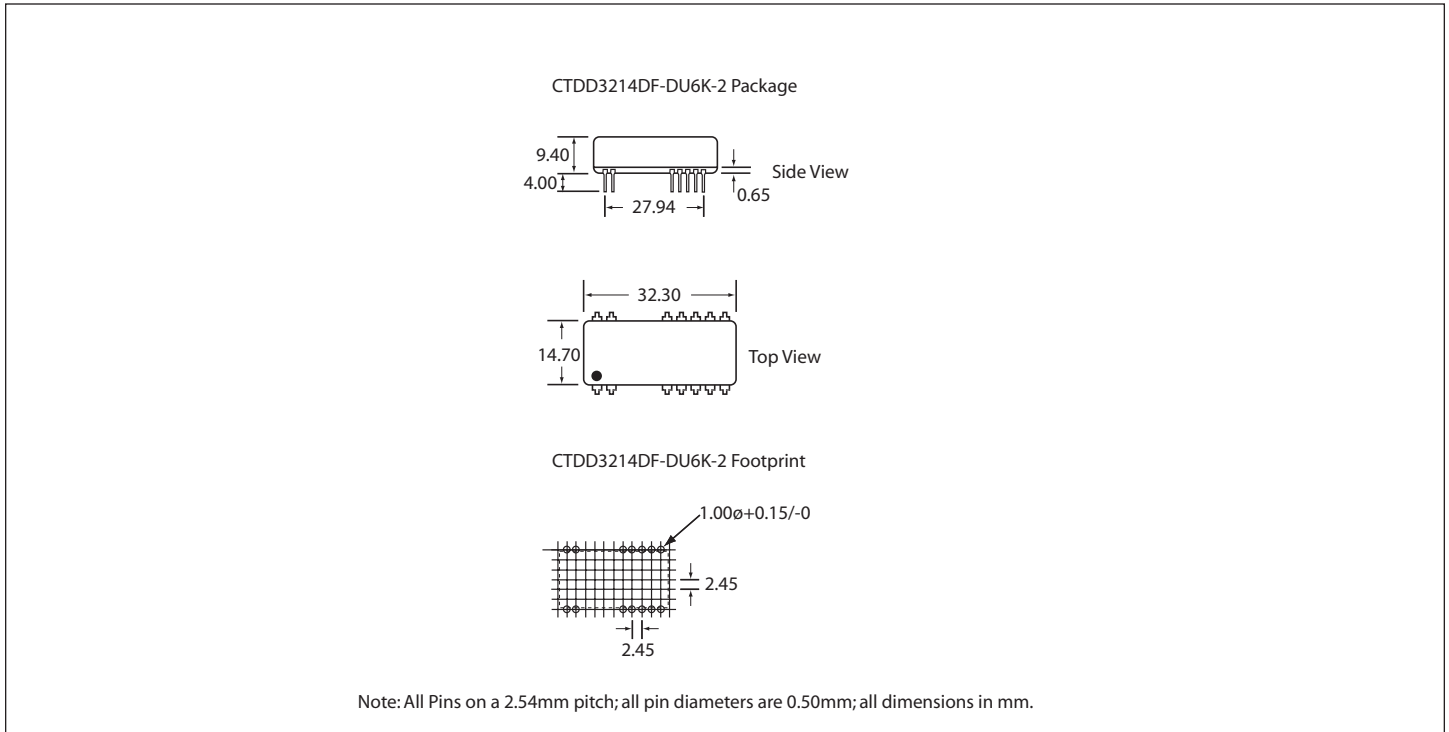 CTDD3214DF-DU6K-2 Package
9.40
4.00
Side View
0.65
27.94
32.30
14.70
Top View
CTDD3214DF-DU6K-2 Footprint
1.00ø+0.15/-0
2.45
2.45
Note: All Pins on a 2.54mm pitch; all pin diameters are 0.50mm; all dimensions in mm.